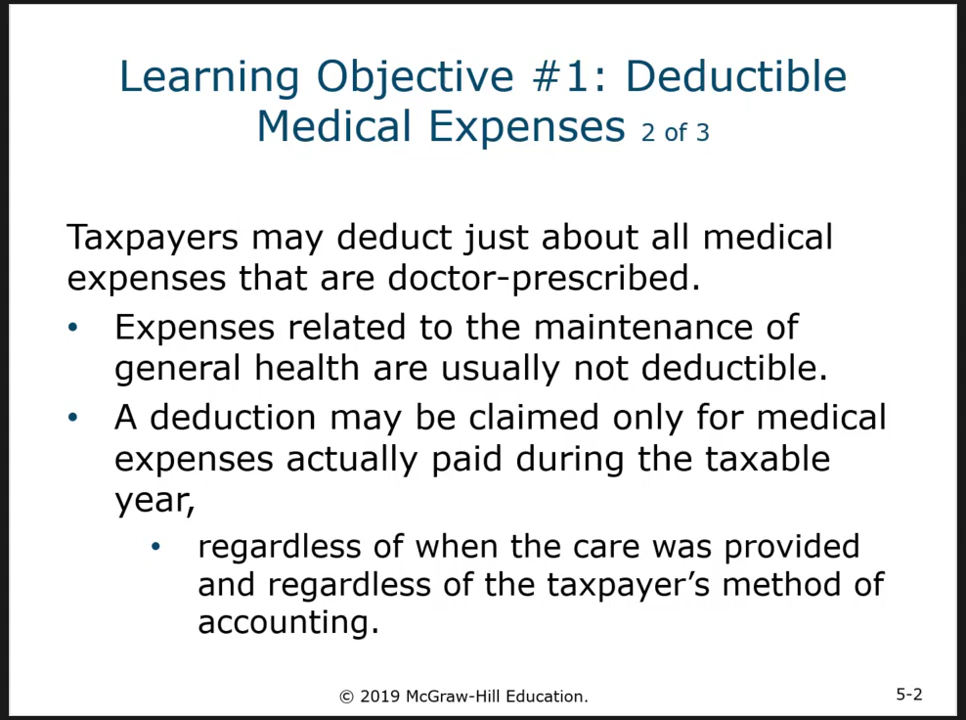 Learning Objective #1: Deductible
Medical Expenses 2 of 3
Taxpayers may deduct just about all medical
expenses that are doctor-prescribed.
• Expenses related to the maintenance of
general health are usually not deductible.
• A deduction may be claimed only for medical
expenses actually paid during the taxable
year,
• regardless of when the care was provided
and regardless of the taxpayer’s method of
accounting.
© 2019 McGraw-Hill Education.
5-2